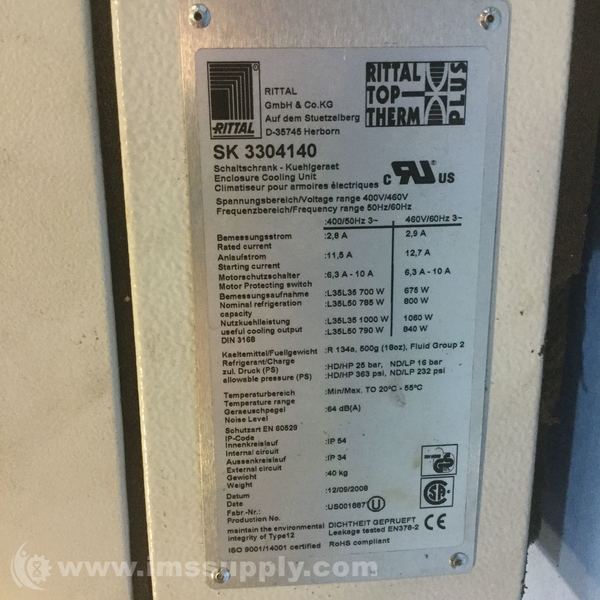 RITTAL
RITTAL
GmbH & Co.KG
Auf dem Stuetzelberg
D-35745 Herborn
RITTAL
TOP
THERM
PLUS
SK 3304140
Schaltschrank - Kuehlgeraet
Enclosure Cooling Unit
Climatiseur pour armoires électriques
C US
Spannungsbereich/Voltage range 400V/460V
Frequenzbereich/Frequency range 50Hz/60Hz
:400/50Hz 3~ 460V/60Hz 3~
Bemessungsstrom :2,8 A 2,9 A
Rated current
Anlaufstrom :11,5 A 12,7 A
Starting current
Motorschutzschalter :6,3 A - 10 A 6,3 A - 10 A
Motor Protecting switch
Bemessungsaufnahme :L35L35 700 W 675 W
Nominal refrigeration :L35L50 785 W 800 W
capacity
Nutzkuehlleistung :L35L35 1000 W 1060 W
useful cooling output :L35L50 790 W 840 W
DIN 3168
Kaeltemittel/Fuellgewicht :R 134a, 500g (18oz), Fluid Group 2
Refrigerant/Charge
zul. Druck (PS) :HD/HP 25 bar, ND/LP 16 bar
allowable pressure (PS) :HD/HP 363 psi, ND/LP 232 psi
Temperaturbereich :Min/Max. TO 20°C - 55°C
Temperature range
Geraeuschpegel :64 dB(A)
Noise Level
Schutzart EN 60529
IP-Code
Innenkreislauf :IP 54
Internal circuit
Aussenkreislauf :IP 34
External circuit
Gewicht :40 kg
Weight
Datum :12/06/2008
Date
Fabr.-Nr.: :US001667 U
Production No.
maintain the environmental DICHTHEIT GEPRUEFT
integrity of Type12 Leakage tested EN378-2
ISO 9001/14001 certified RoHS compliant
GS
CE
www.imssupply.com